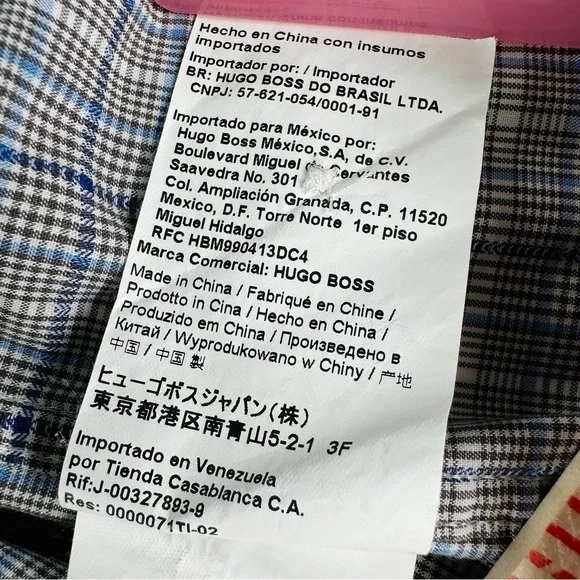 Hecho en China con insumos
importados
Importador por: / Importador
BR: HUGO BOSS DO BRASIL LTDA.
CNPJ: 57-621-054/0001-91
Importado para México por:
Hugo Boss México,S.A, de c.V.
Boulevard Miguel de Cervantes
Saavedra No. 301
Col. Ampliación Granada, C.P. 11520
Mexico, D.F. Torre Norte 1er piso
Miguel Hidalgo
RFC HBM990413DC4
Marca Comercial: HUGO BOSS
Made in China / Fabriqué en Chine /
Prodotto in Cina / Hecho en China /
Produzido em China / Произведено в
Китай / Wyprodukowano w Chiny / 产地
中国 / 中国 製
ヒューゴボスジャパン(株)
東京都港区南青山5-2-1 3F
Importado en Venezuela
por Tienda Casablanca C.A.
Rif:J-00327893-9
Res: 0000071TI-02